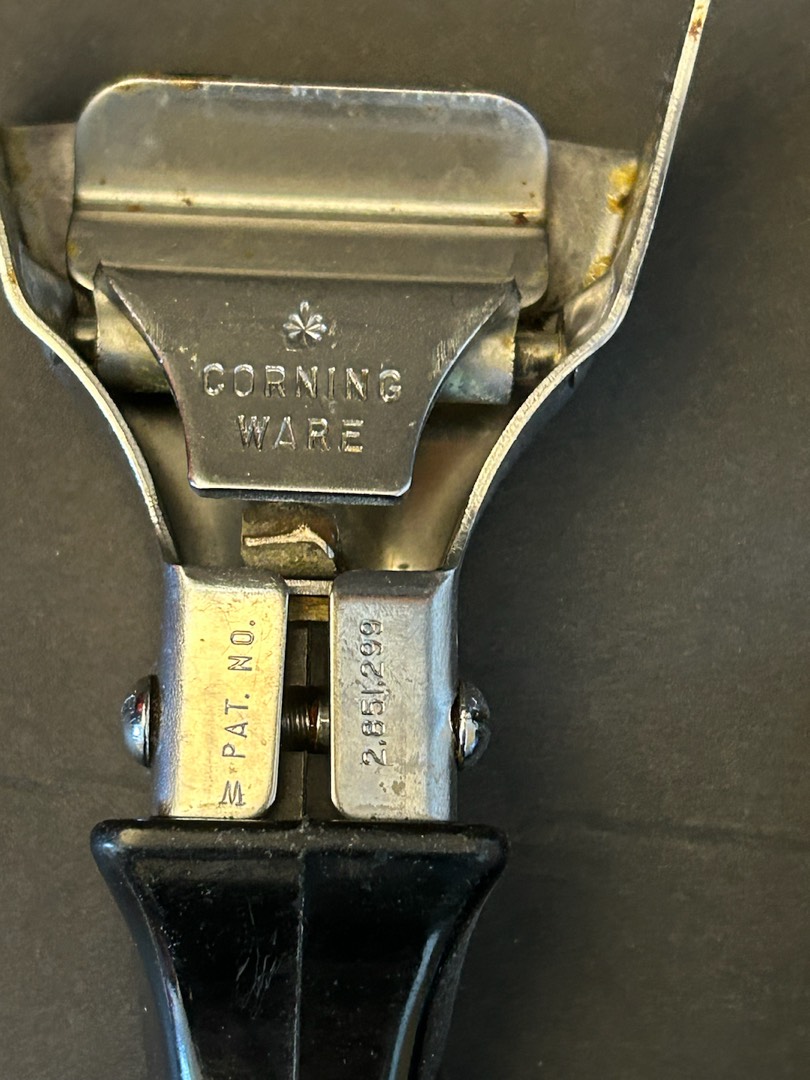 CORNING
WARE
PAT. NO.
2,851,299